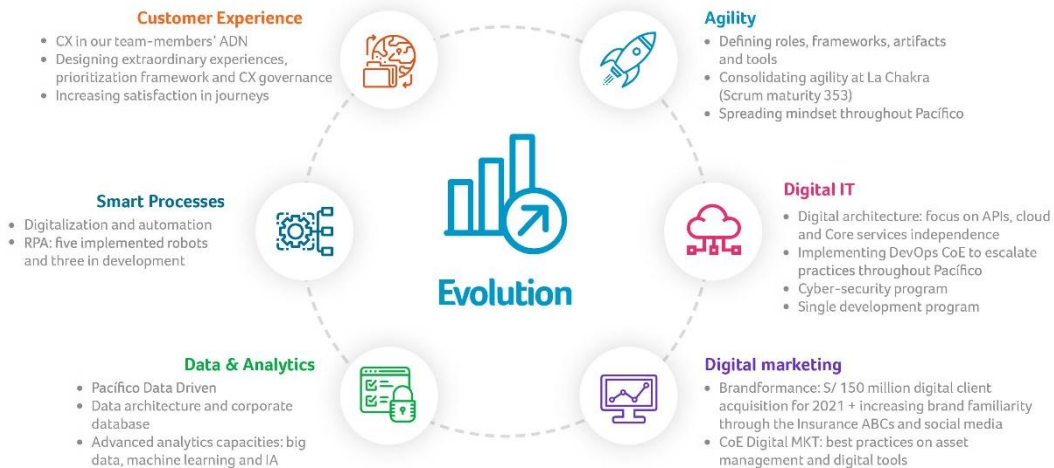 Customer Experience
• CX in our team-members' ADN
• Designing extraordinary experiences,
prioritization framework and CX governance
• Increasing satisfaction in journeys
Agility
• Defining roles, frameworks, artifacts
and tools
• Consolidating agility at La Chakra
(Scrum maturity 353)
• Spreading mindset throughout Pacífico
Smart Processes
• Digitalization and automation
• RPA: five implemented robots
and three in development
Evolution
Digital IT
• Digital architecture: focus on APIs, cloud
and Core services independence
• Implementing DevOps CoE to escalate
practices throughout Pacífico
• Cyber-security program
• Single development program
Data & Analytics
• Pacífico Data Driven
• Data architecture and corporate
database
• Advanced analytics capacities: big
data, machine learning and IA
Digital marketing
• Brandformance: S/ 150 million digital client
acquisition for 2021 + increasing brand familiarity
through the Insurance ABCs and social media
• CoE Digital MKT: best practices on asset
management and digital tools